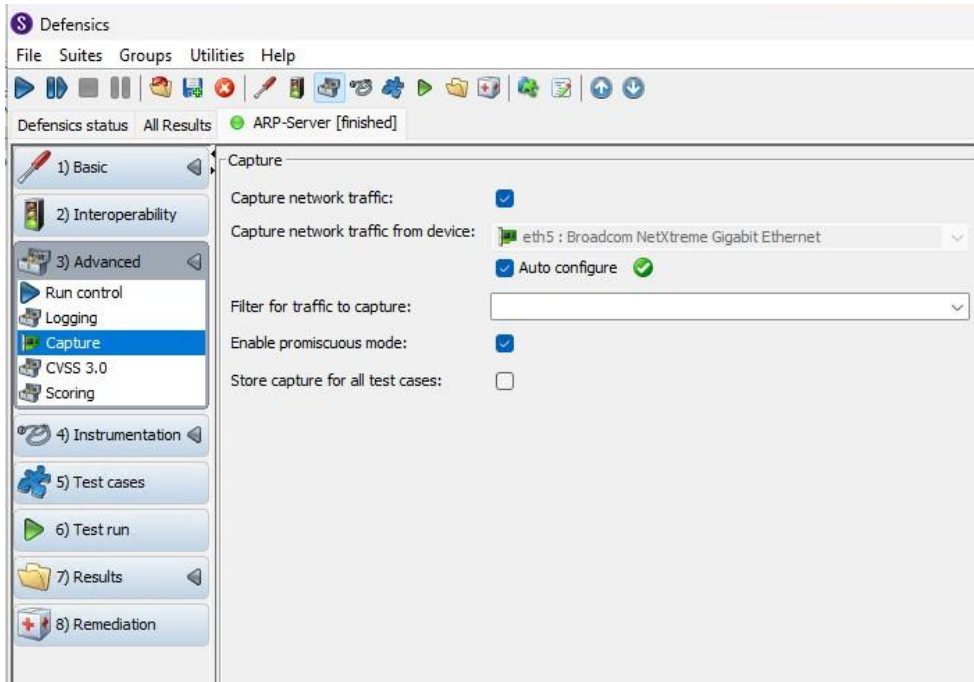 Defensics
File Suites Groups Utilities Help
Defensics status All Results ARP-Server [finished]
1) Basic
2) Interoperability
3) Advanced
Run control
Logging
Capture
CVSS 3.0
Scoring
4) Instrumentation
5) Test cases
6) Test run
7) Results
8) Remediation
Capture
Capture network traffic:
Capture network traffic from device: eth5 : Broadcom NetXtreme Gigabit Ethernet
Auto configure
Filter for traffic to capture:
Enable promiscuous mode:
Store capture for all test cases: